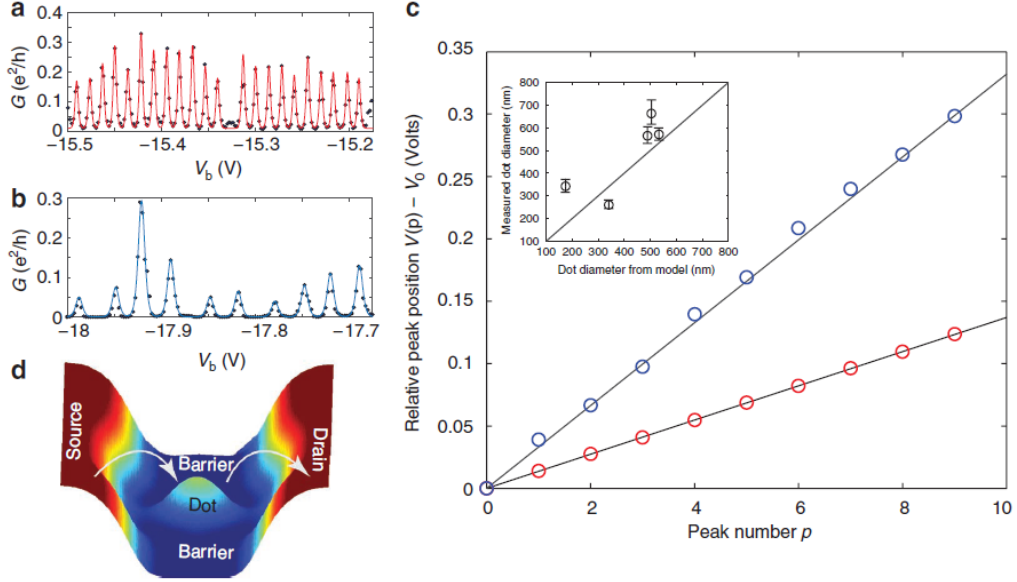 a
G (e²/h)
0.4
0.3
0.2
0.1
0
−15.5
−15.4
−15.3
−15.2
V_b (V)
b
G (e²/h)
0.3
0.2
0.1
0
−18
−17.9
−17.8
−17.7
V_b (V)
d
Source
Barrier
Drain
Dot
Barrier
c
Relative peak position V(p) − V₀ (Volts)
0.35
0.3
0.25
0.2
0.15
0.1
0.05
0
0
2
4
6
8
10
Peak number p
Measured dot diameter (nm)
800
700
600
500
400
300
200
100
100
200
300
400
500
600
700
800
Dot diameter from model (nm)